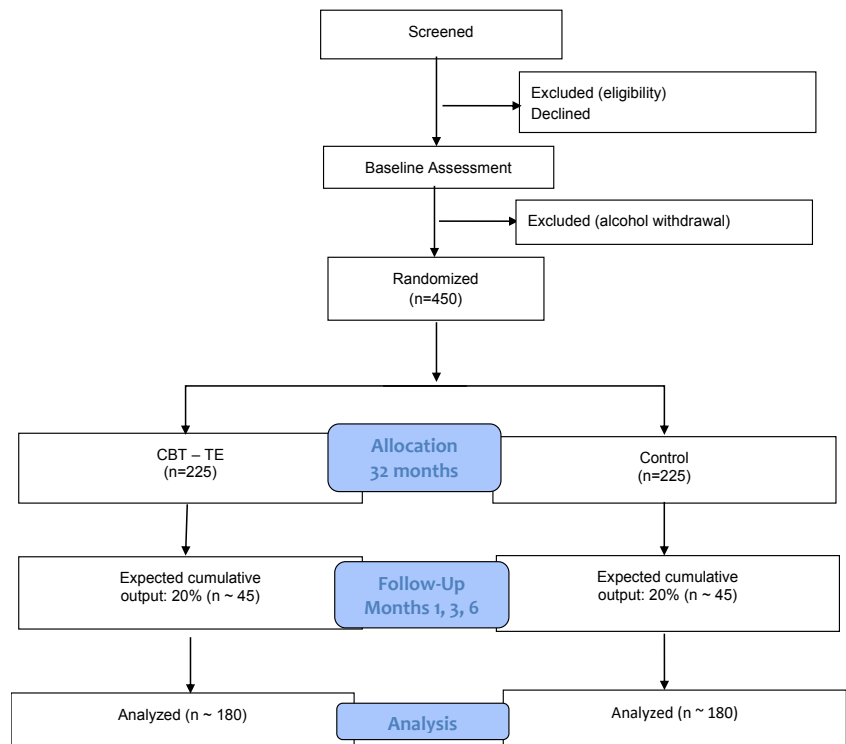 Screened
Excluded (eligibility)
Declined
Baseline Assessment
Excluded (alcohol withdrawal)
Randomized
(n=450)
CBT – TE
(n=225)
Allocation
32 months
Control
(n=225)
Expected cumulative
output: 20% (n ~ 45)
Follow-Up
Months 1, 3, 6
Expected cumulative
output: 20% (n ~ 45)
Analyzed (n ~ 180)
Analysis
Analyzed (n ~ 180)